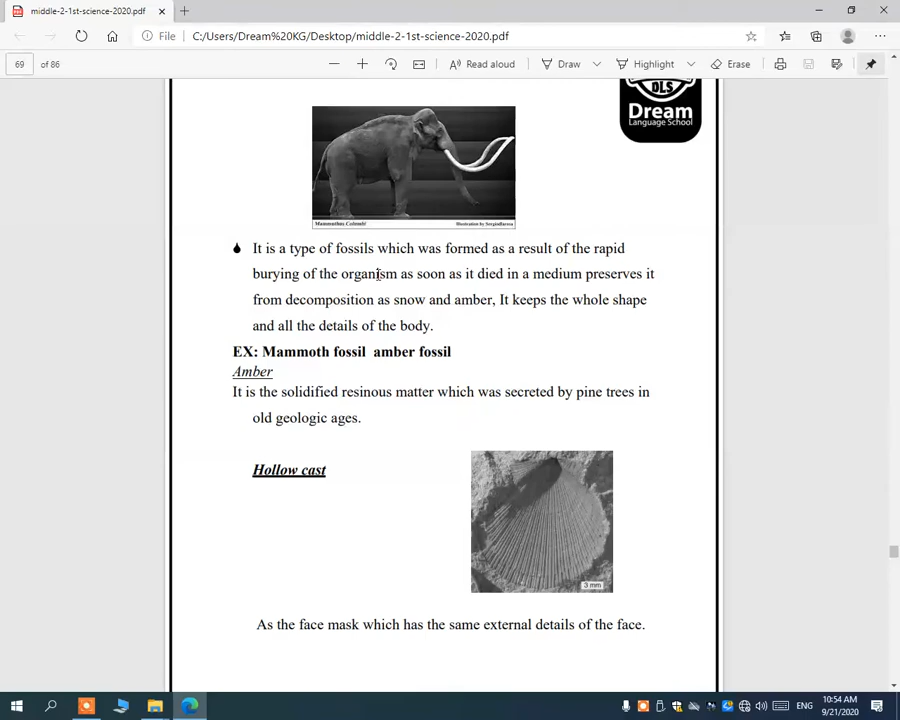 middle-2-1st-science-2020.pdf
File C:/Users/Dream%20KG/Desktop/middle-2-1st-science-2020.pdf
69 of 86 Read aloud Draw Highlight Erase
DLS
Dream
Language School
Mammuthus Columbi Illustration by SergioDlarosa
It is a type of fossils which was formed as a result of the rapid
burying of the organism as soon as it died in a medium preserves it
from decomposition as snow and amber, It keeps the whole shape
and all the details of the body.
EX: Mammoth fossil amber fossil
Amber
It is the solidified resinous matter which was secreted by pine trees in
old geologic ages.
Hollow cast
3 mm
As the face mask which has the same external details of the face.
ENG
10:54 AM
9/21/2020